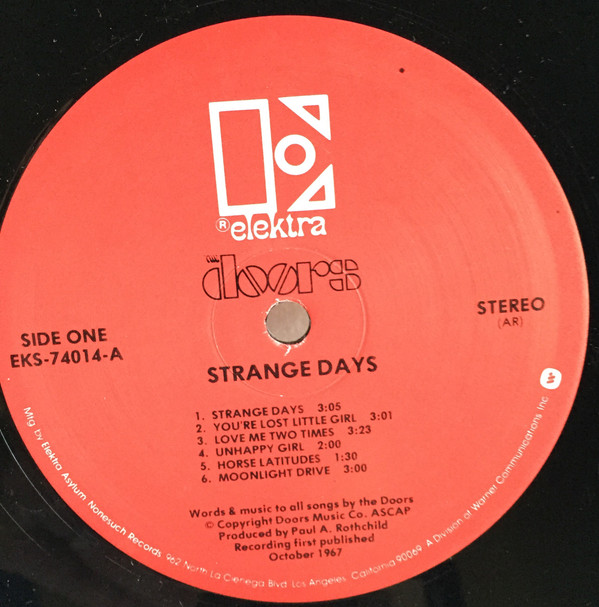 ® elektra
THE doors
SIDE ONE
EKS-74014-A
STEREO
(AR)
STRANGE DAYS
1. STRANGE DAYS 3:05
2. YOU'RE LOST LITTLE GIRL 3:01
3. LOVE ME TWO TIMES 3:23
4. UNHAPPY GIRL 2:00
5. HORSE LATITUDES 1:30
6. MOONLIGHT DRIVE 3:00
Words & music to all songs by the Doors
© Copyright Doors Music Co. ASCAP
Produced by Paul A. Rothchild
Recording first published
October 1967
Mfg. by Elektra Asylum Nonesuch Records 962 North La Cienega Blvd. Los Angeles, California 90069 A Division of Warner Communications Inc. W